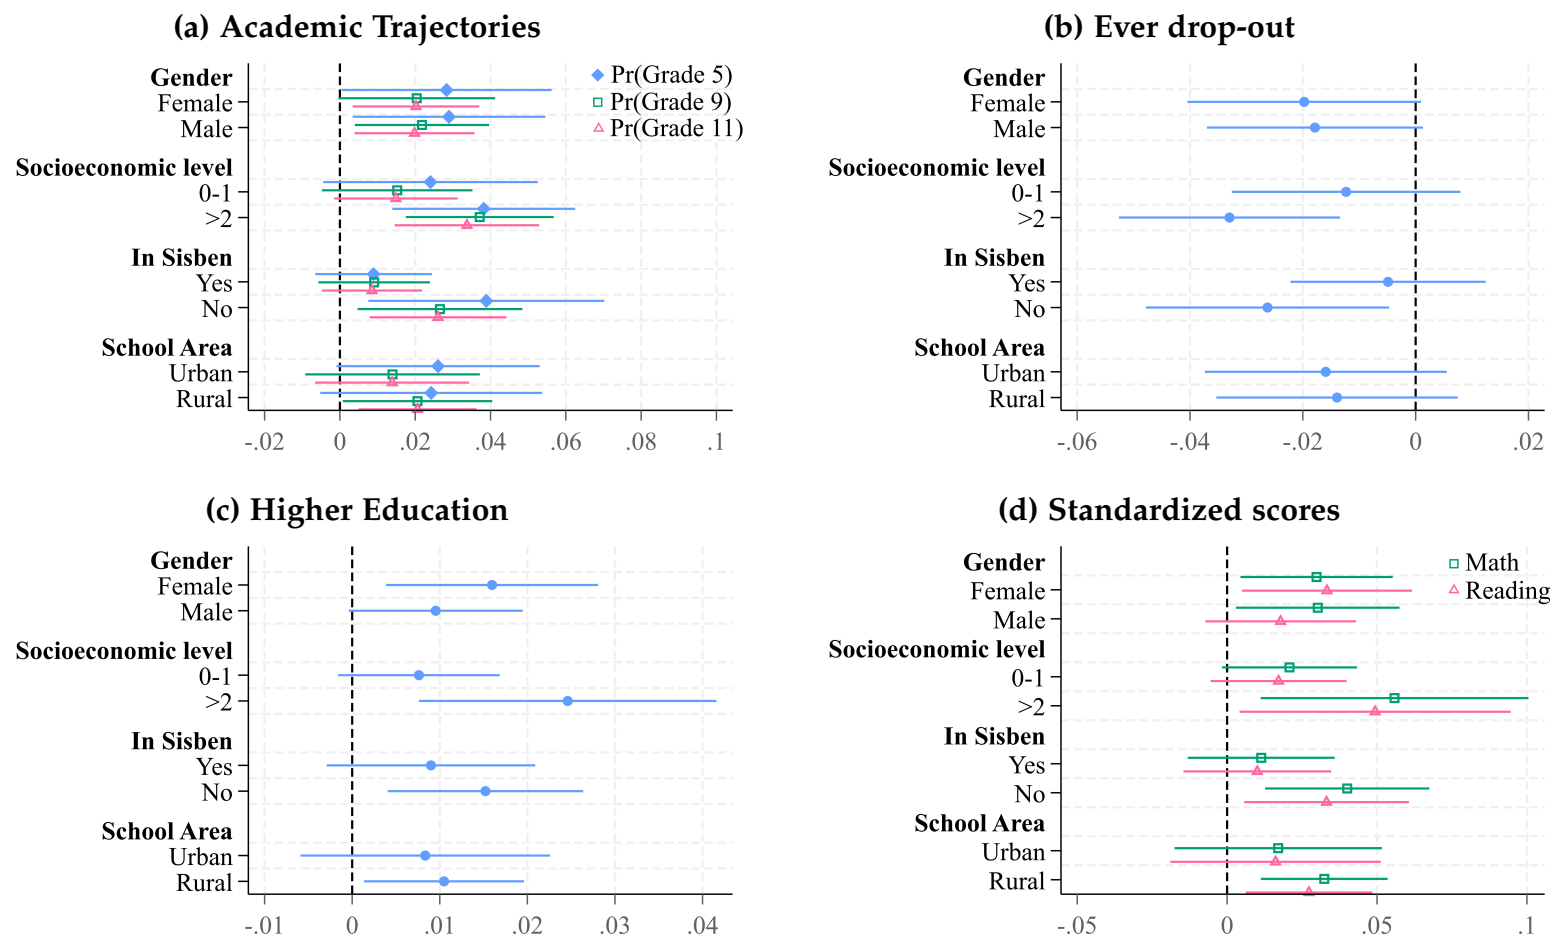 (a) Academic Trajectories
Gender
Female
Male
Socioeconomic level
0-1
>2
In Sisben
Yes
No
School Area
Urban
Rural
Pr(Grade 5)
Pr(Grade 9)
Pr(Grade 11)
-.02 0 .02 .04 .06 .08 .1
(b) Ever drop-out
Gender
Female
Male
Socioeconomic level
0-1
>2
In Sisben
Yes
No
School Area
Urban
Rural
-.06 -.04 -.02 0 .02
(c) Higher Education
Gender
Female
Male
Socioeconomic level
0-1
>2
In Sisben
Yes
No
School Area
Urban
Rural
-.01 0 .01 .02 .03 .04
(d) Standardized scores
Gender
Female
Male
Socioeconomic level
0-1
>2
In Sisben
Yes
No
School Area
Urban
Rural
Math
Reading
-.05 0 .05 .1